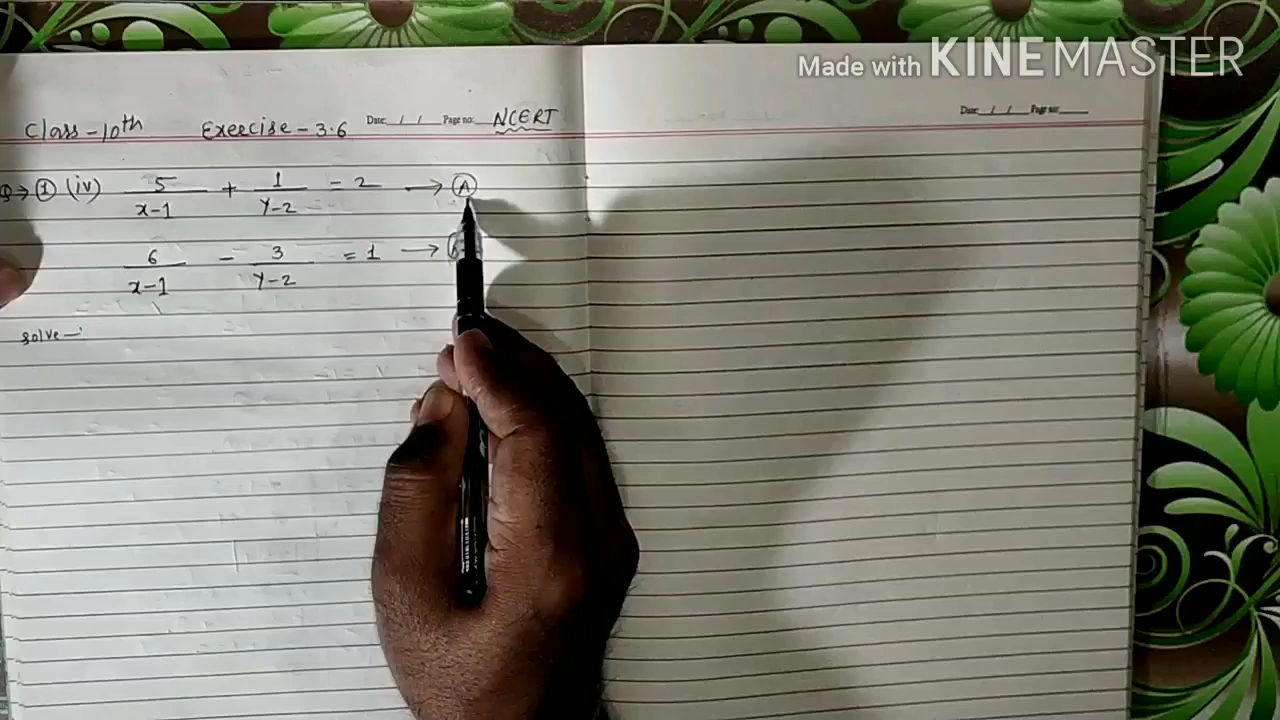 Made with KINEMASTER
Class-10th Exercise-3.6 Date: / / Page no: NCERT
Date: / / Page no:
Q→ ① (iv) 5/(x-1) + 1/(y-2) = 2 → Ⓐ
6/(x-1) - 3/(y-2) = 1 →
solve -